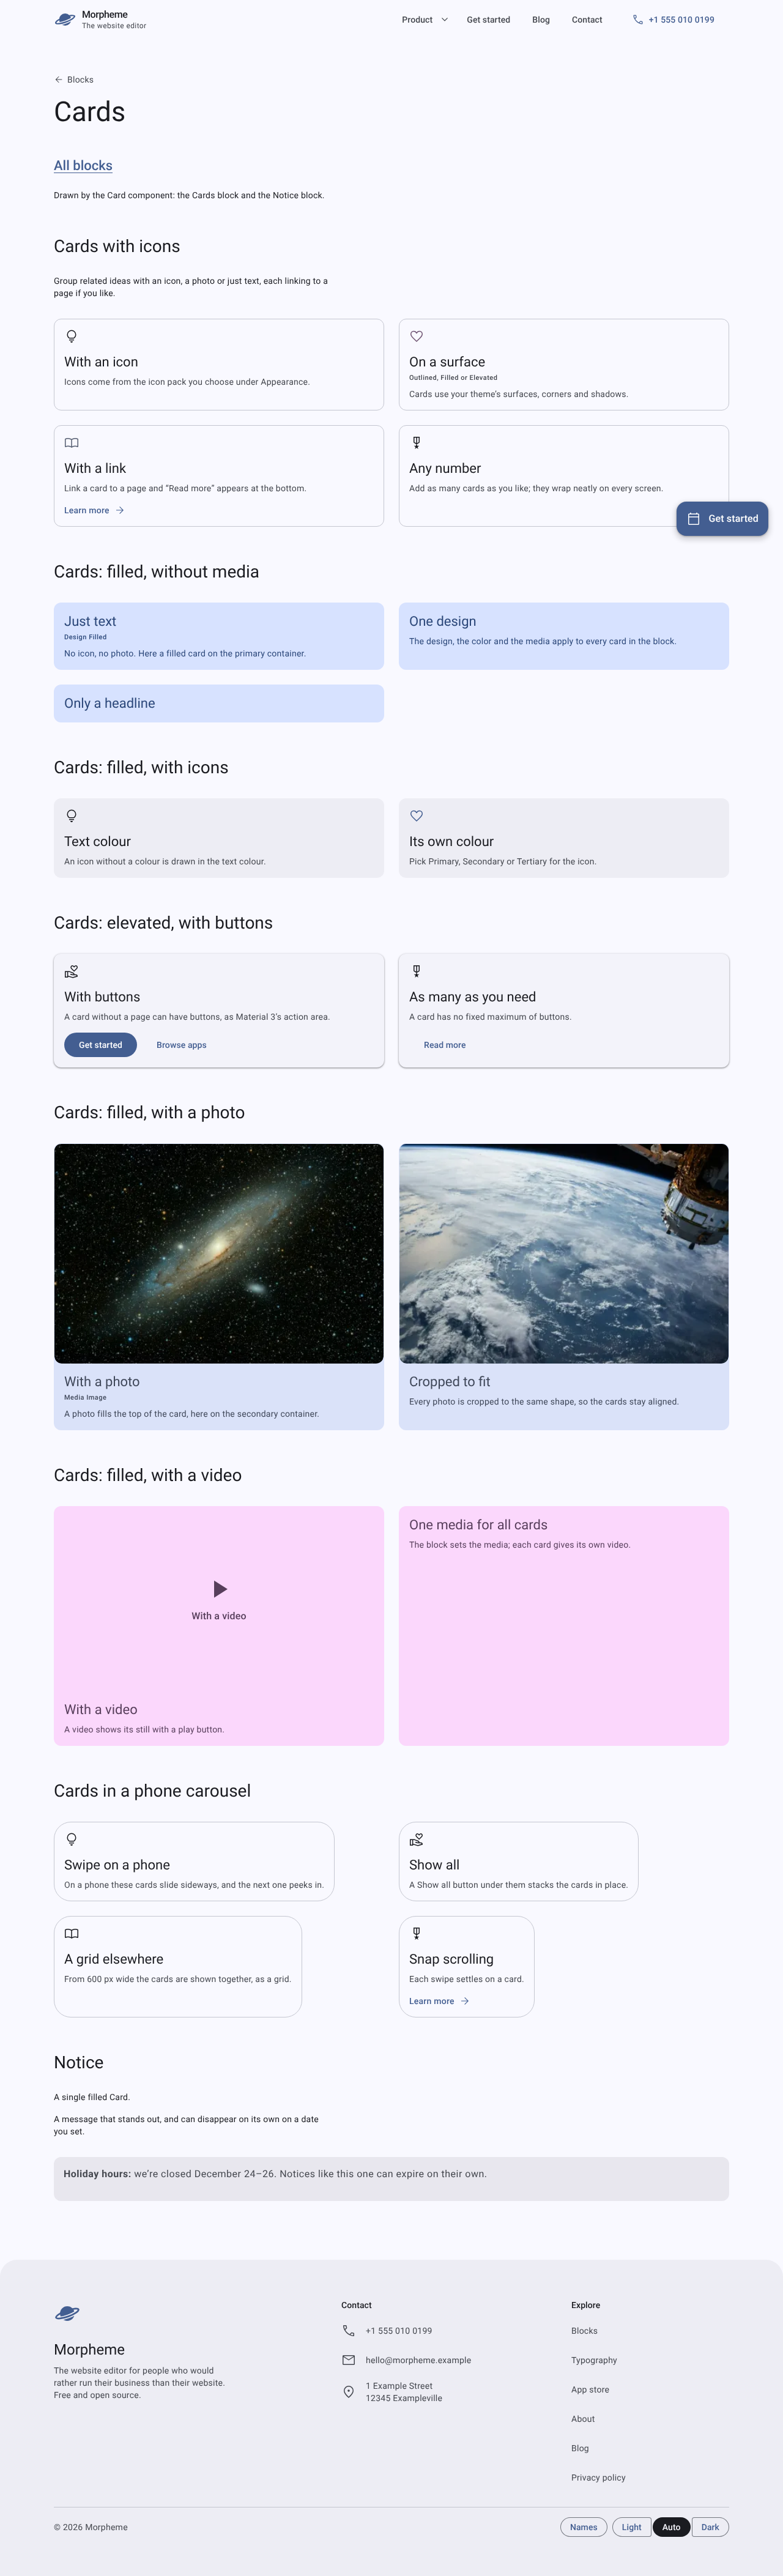 Morpheme
The website editor
Product
Get started
Blog
Contact
+1 555 010 0199
Blocks
Cards
All blocks
Drawn by the Card component: the Cards block and the Notice block.
Cards with icons
Group related ideas with an icon, a photo or just text, each linking to a
page if you like.
With an icon
Icons come from the icon pack you choose under Appearance.
On a surface
Outlined, Filled or Elevated
Cards use your theme’s surfaces, corners and shadows.
With a link
Link a card to a page and “Read more” appears at the bottom.
Learn more
Any number
Add as many cards as you like; they wrap neatly on every screen.
Get started
Cards: filled, without media
Just text
Design Filled
No icon, no photo. Here a filled card on the primary container.
One design
The design, the color and the media apply to every card in the block.
Only a headline
Cards: filled, with icons
Text colour
An icon without a colour is drawn in the text colour.
Its own colour
Pick Primary, Secondary or Tertiary for the icon.
Cards: elevated, with buttons
With buttons
A card without a page can have buttons, as Material 3’s action area.
Get started
Browse apps
As many as you need
A card has no fixed maximum of buttons.
Read more
Cards: filled, with a photo
With a photo
Media Image
A photo fills the top of the card, here on the secondary container.
Cropped to fit
Every photo is cropped to the same shape, so the cards stay aligned.
Cards: filled, with a video
With a video
With a video
A video shows its still with a play button.
One media for all cards
The block sets the media; each card gives its own video.
Cards in a phone carousel
Swipe on a phone
On a phone these cards slide sideways, and the next one peeks in.
Show all
A Show all button under them stacks the cards in place.
A grid elsewhere
From 600 px wide the cards are shown together, as a grid.
Snap scrolling
Each swipe settles on a card.
Learn more
Notice
A single filled Card.
A message that stands out, and can disappear on its own on a date
you set.
Holiday hours: we’re closed December 24–26. Notices like this one can expire on their own.
Morpheme
The website editor for people who would
rather run their business than their website.
Free and open source.
Contact
+1 555 010 0199
hello@morpheme.example
1 Example Street
12345 Exampleville
Explore
Blocks
Typography
App store
About
Blog
Privacy policy
© 2026 Morpheme
Names
Light
Auto
Dark